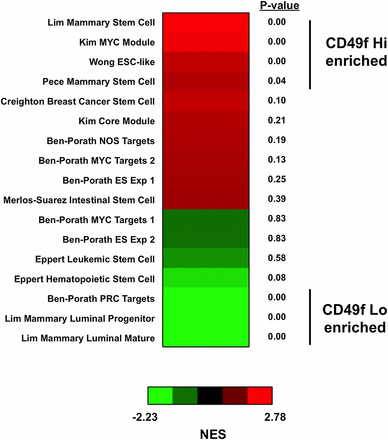 P-value
Lim Mammary Stem Cell 0.00
Kim MYC Module 0.00
Wong ESC-like 0.00
Pece Mammary Stem Cell 0.04
CD49f Hi
enriched
Creighton Breast Cancer Stem Cell 0.10
Kim Core Module 0.21
Ben-Porath NOS Targets 0.19
Ben-Porath MYC Targets 2 0.13
Ben-Porath ES Exp 1 0.25
Merlos-Suarez Intestinal Stem Cell 0.39
Ben-Porath MYC Targets 1 0.83
Ben-Porath ES Exp 2 0.83
Eppert Leukemic Stem Cell 0.58
Eppert Hematopoietic Stem Cell 0.08
Ben-Porath PRC Targets 0.00
Lim Mammary Luminal Progenitor 0.00
Lim Mammary Luminal Mature 0.00
CD49f Lo
enriched
-2.23 2.78
NES